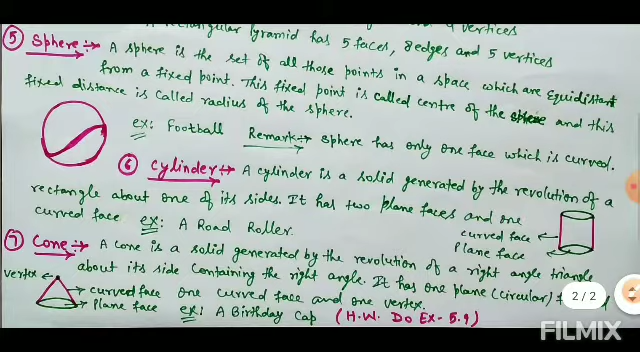 A rectangular pyramid has 5 faces, 8 edges and 5 vertices
4 vertices
⑤ Sphere :→ A sphere is the set of all those points in a space which are equidistant
from a fixed point. This fixed point is called centre of the sphere and this
fixed distance is called radius of the sphere.
ex: Football Remark :→ Sphere has only one face which is curved.
⑥ Cylinder :→ A cylinder is a solid generated by the revolution of a
rectangle about one of its sides. It has two plane faces and one
curved face ex: A Road Roller.
curved face ←
Plane face ←
⑦ Cone :→ A cone is a solid generated by the revolution of a right angle triangle
about its side containing the right angle. It has one plane (circular)
vertex ←
→ curved face one curved face and one vertex.
→ Plane face ex: A Birthday Cap (H.W. Do Ex - 5.9)
2/2
FILMIX